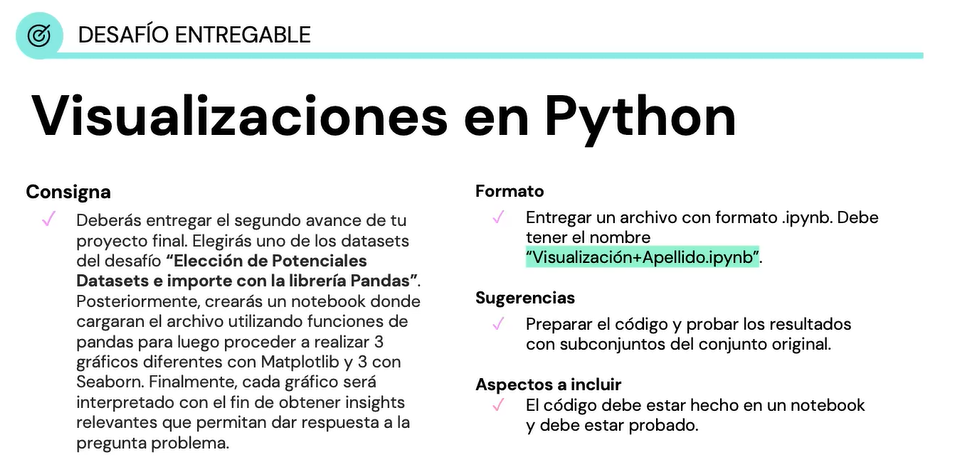 DESAFÍO ENTREGABLE
Visualizaciones en Python
Consigna
✓ Deberás entregar el segundo avance de tu
proyecto final. Elegirás uno de los datasets
del desafío “Elección de Potenciales
Datasets e importe con la librería Pandas”.
Posteriormente, crearás un notebook donde
cargaran el archivo utilizando funciones de
pandas para luego proceder a realizar 3
gráficos diferentes con Matplotlib y 3 con
Seaborn. Finalmente, cada gráfico será
interpretado con el fin de obtener insights
relevantes que permitan dar respuesta a la
pregunta problema.
Formato
✓ Entregar un archivo con formato .ipynb. Debe
tener el nombre
“Visualización+Apellido.ipynb”.
Sugerencias
✓ Preparar el código y probar los resultados
con subconjuntos del conjunto original.
Aspectos a incluir
✓ El código debe estar hecho en un notebook
y debe estar probado.